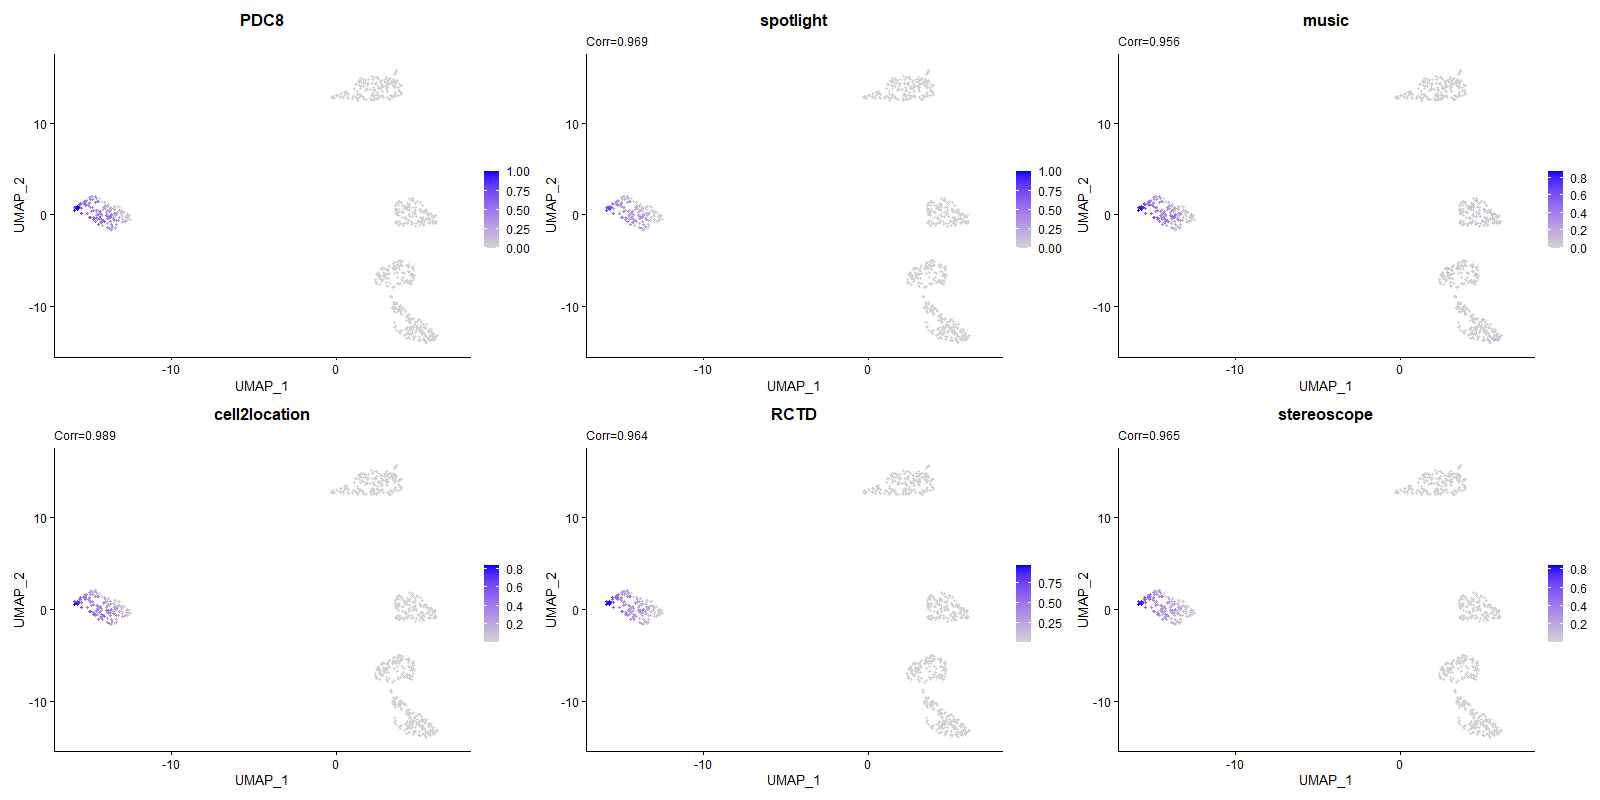 PDC8
UMAP_2
10
0
-10
-10
0
UMAP_1
1.00
0.75
0.50
0.25
0.00
spotlight
Corr=0.969
UMAP_2
10
0
-10
-10
0
UMAP_1
1.00
0.75
0.50
0.25
0.00
music
Corr=0.956
UMAP_2
10
0
-10
-10
0
UMAP_1
0.8
0.6
0.4
0.2
0.0
cell2location
Corr=0.989
UMAP_2
10
0
-10
-10
0
UMAP_1
0.8
0.6
0.4
0.2
RCTD
Corr=0.964
UMAP_2
10
0
-10
-10
0
UMAP_1
0.75
0.50
0.25
stereoscope
Corr=0.965
UMAP_2
10
0
-10
-10
0
UMAP_1
0.8
0.6
0.4
0.2